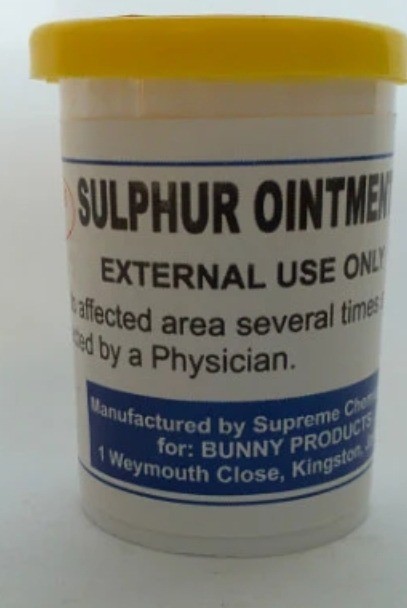 SULPHUR OINTMEN
EXTERNAL USE ONLY
affected area several times
by a Physician.
Manufactured by Supreme Chem
for: BUNNY PRODUCTS
1 Weymouth Close, Kingston,